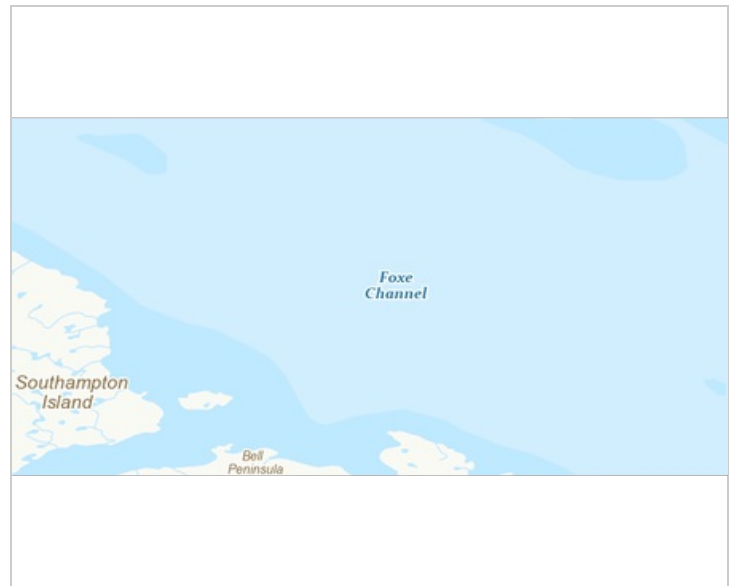 Foxe
Channel
Southampton
Island
Bell
Peninsula